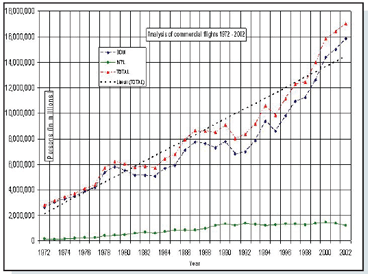 Analysis of commercial flights 1972 - 2002
18,000,000
16,000,000
14,000,000
12,000,000
10,000,000
8,000,000
6,000,000
4,000,000
2,000,000
0
Persons (in millions)
DOM
INTL
TOTAL
Linear (TOTAL)
1972 1974 1976 1978 1980 1982 1984 1986 1988 1990 1992 1994 1996 1998 2000 2002
Year